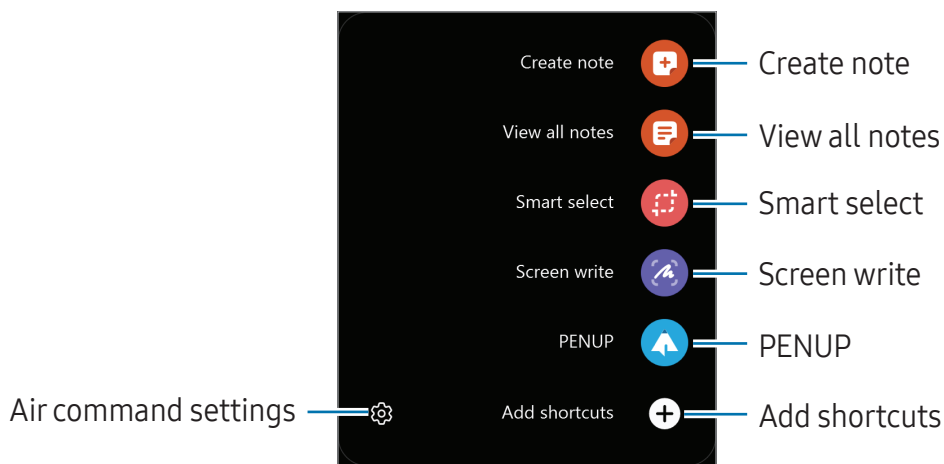 Create note Create note
View all notes View all notes
Smart select Smart select
Screen write Screen write
PENUP PENUP
Air command settings Add shortcuts Add shortcuts